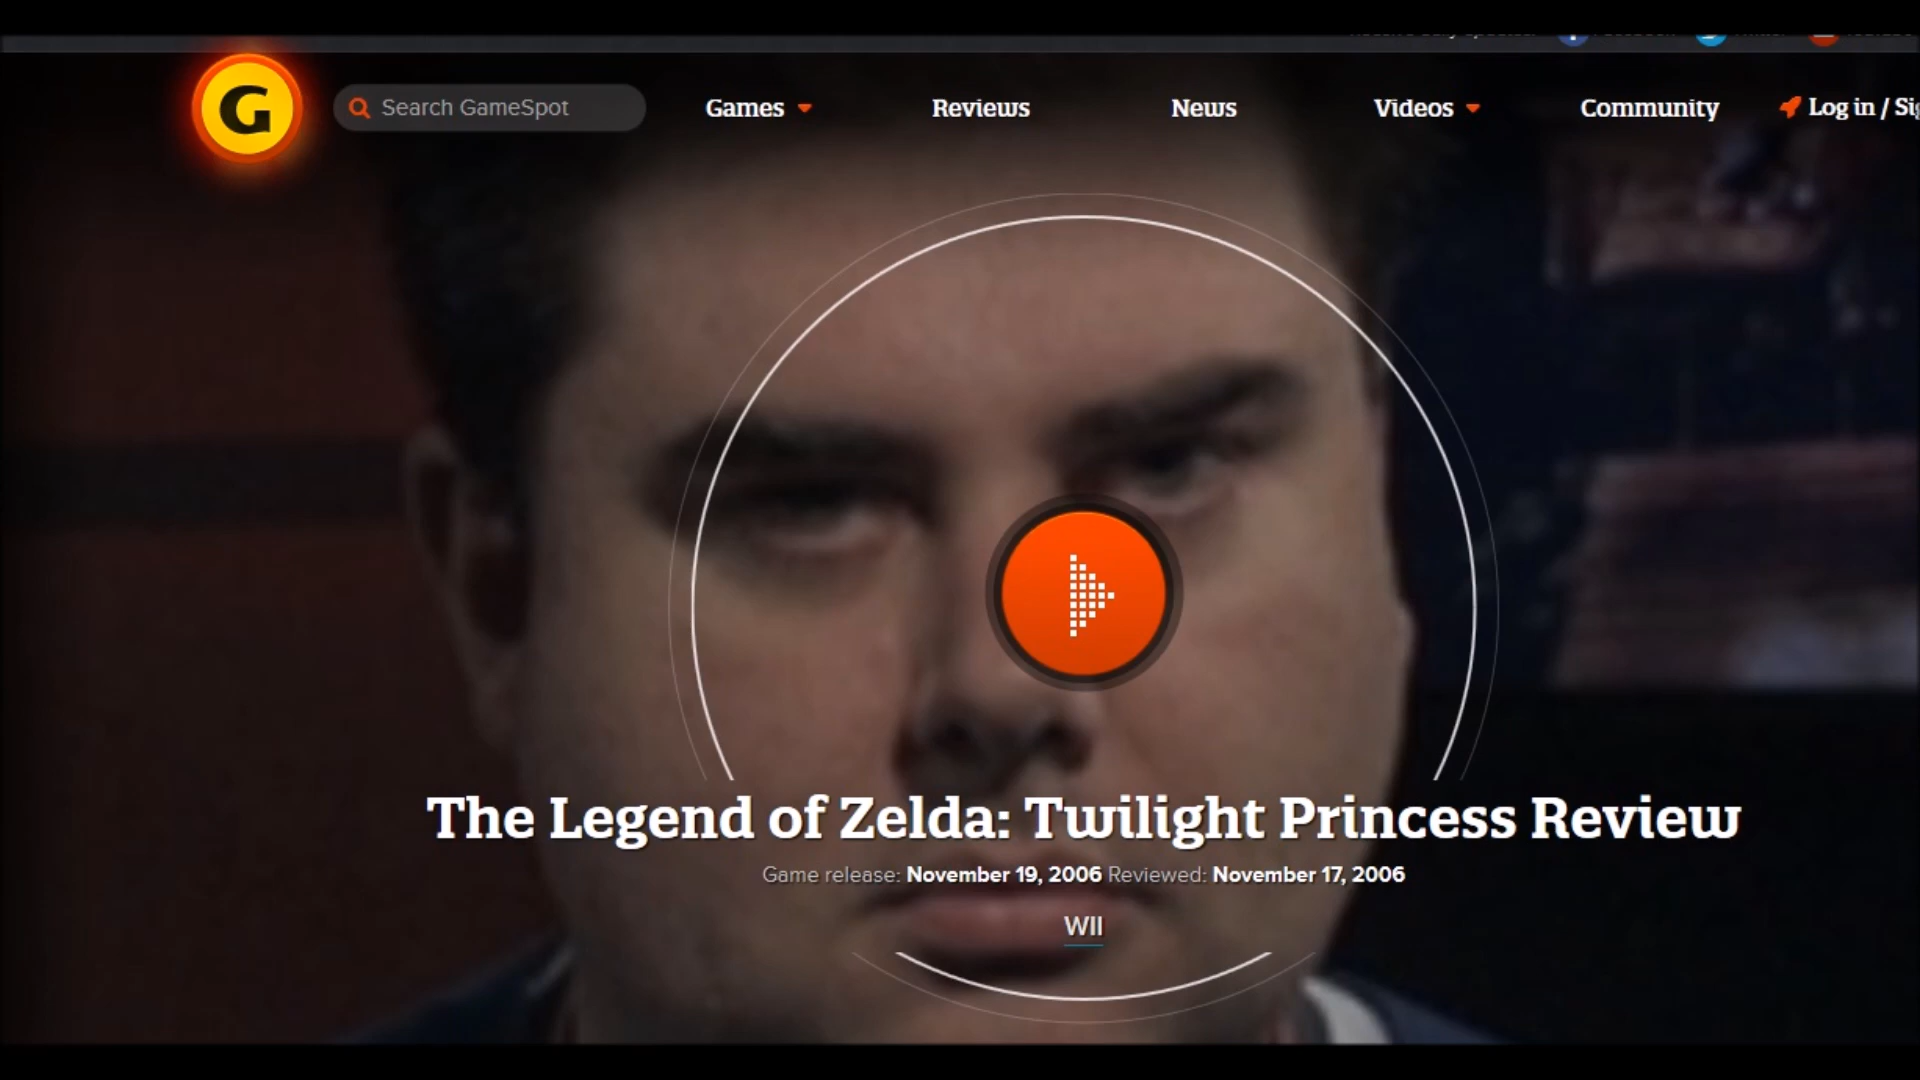 G
Search GameSpot
Games
Reviews
News
Videos
Community
Log in / Sig
The Legend of Zelda: Twilight Princess Review
Game release: November 19, 2006 Reviewed: November 17, 2006
WII